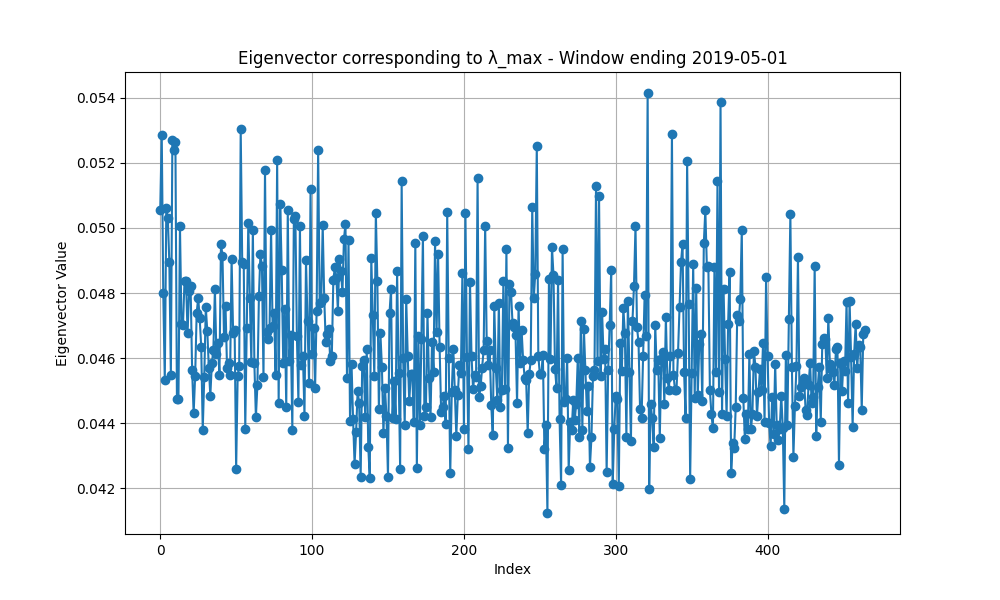 Eigenvector corresponding to λ_max - Window ending 2019-05-01
Eigenvector Value
0.054
0.052
0.050
0.048
0.046
0.044
0.042
0 100 200 300 400
Index